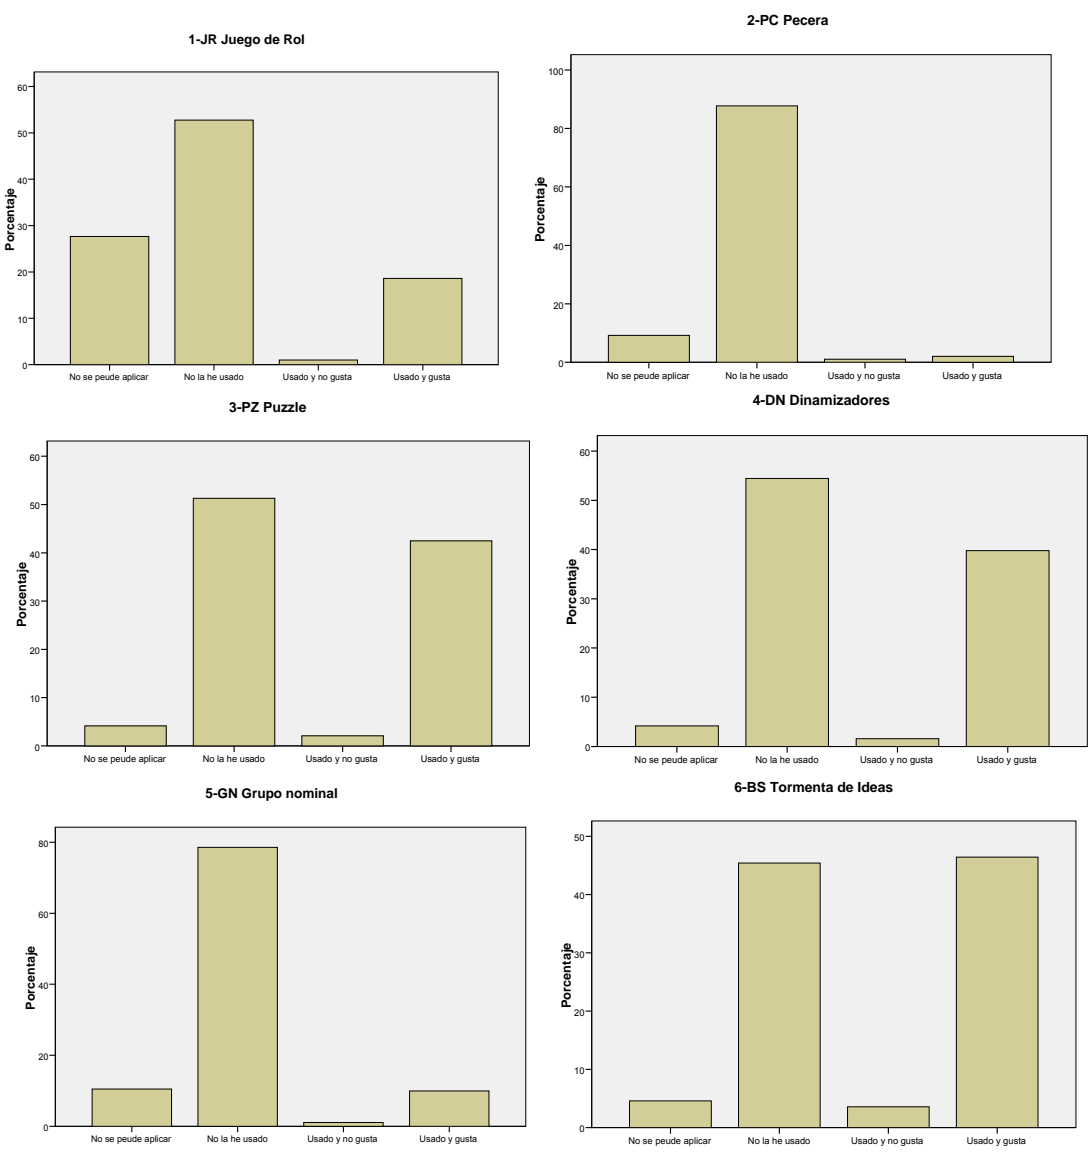 1-JR Juego de Rol
Porcentaje
60
50
40
30
20
10
0
No se peude aplicar No la he usado Usado y no gusta Usado y gusta
2-PC Pecera
Porcentaje
100
80
60
40
20
0
No se peude aplicar No la he usado Usado y no gusta Usado y gusta
3-PZ Puzzle
Porcentaje
60
50
40
30
20
10
0
No se peude aplicar No la he usado Usado y no gusta Usado y gusta
4-DN Dinamizadores
Porcentaje
60
50
40
30
20
10
0
No se peude aplicar No la he usado Usado y no gusta Usado y gusta
5-GN Grupo nominal
Porcentaje
80
60
40
20
0
No se peude aplicar No la he usado Usado y no gusta Usado y gusta
6-BS Tormenta de Ideas
Porcentaje
50
40
30
20
10
0
No se peude aplicar No la he usado Usado y no gusta Usado y gusta